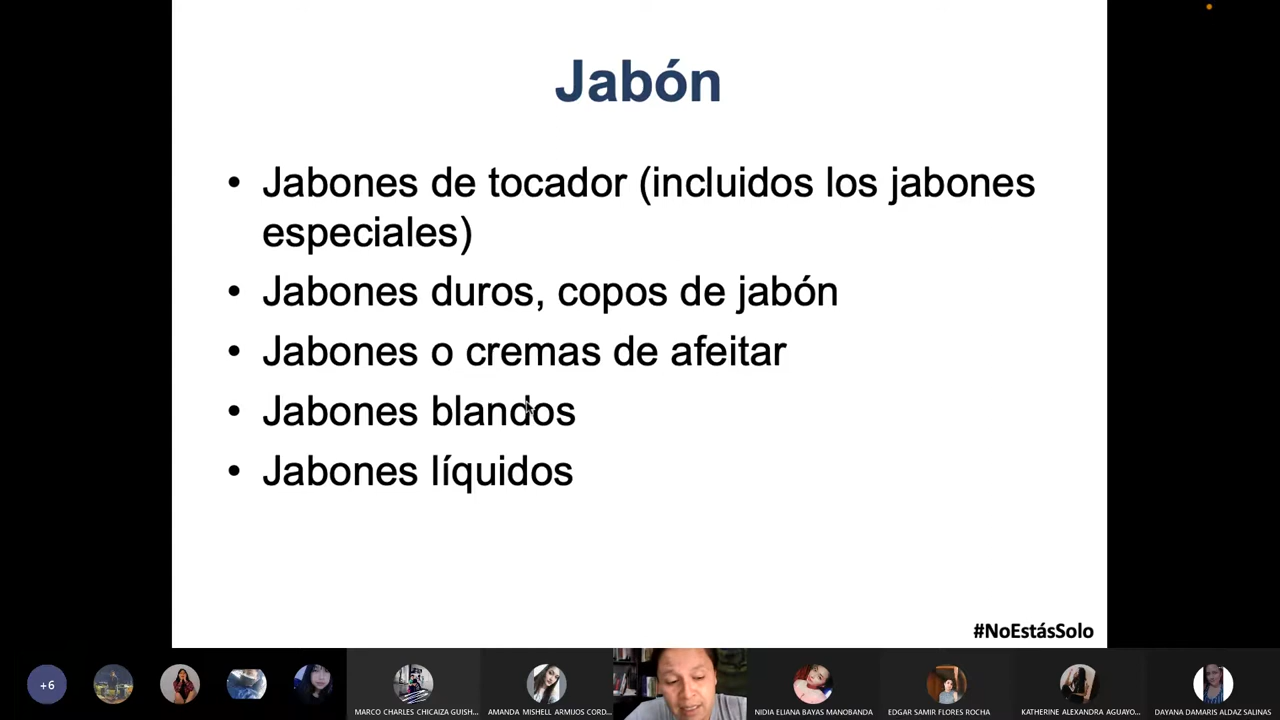 Jabón
• Jabones de tocador (incluidos los jabones
especiales)
• Jabones duros, copos de jabón
• Jabones o cremas de afeitar
• Jabones blandos
• Jabones líquidos
#NoEstásSolo
+6
MARCO CHARLES CHICAIZA GUISH...
AMANDA MISHELL ARMIJOS CORD...
NIDIA ELIANA BAYAS MANOBANDA
EDGAR SAMIR FLORES ROCHA
KATHERINE ALEXANDRA AGUAYO...
DAYANA DAMARIS ALDAZ SALINAS